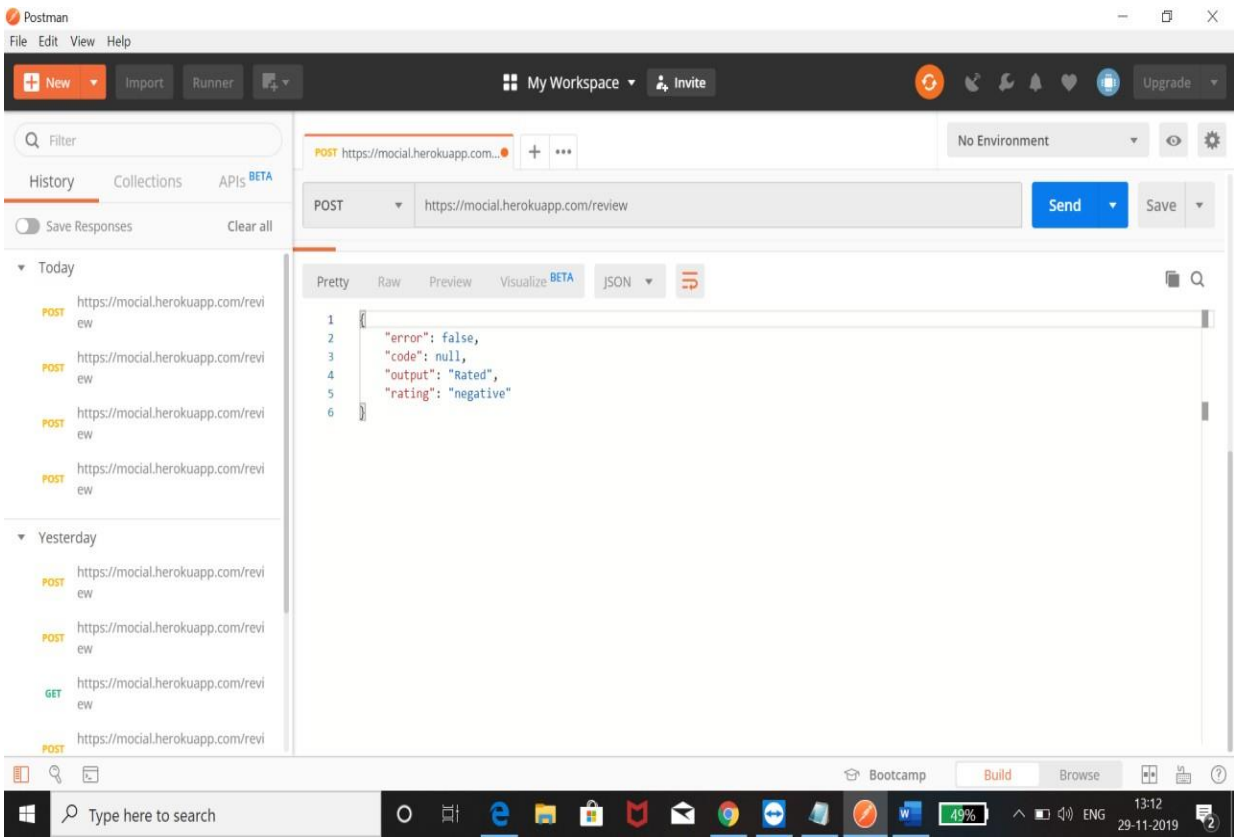 Postman
File Edit View Help
New Import Runner My Workspace Invite Upgrade
Filter
History Collections APIs BETA
Save Responses Clear all
Today
POST https://mocial.herokuapp.com/revi
ew
POST https://mocial.herokuapp.com/revi
ew
POST https://mocial.herokuapp.com/revi
ew
POST https://mocial.herokuapp.com/revi
ew
Yesterday
POST https://mocial.herokuapp.com/revi
ew
POST https://mocial.herokuapp.com/revi
ew
GET https://mocial.herokuapp.com/revi
ew
POST https://mocial.herokuapp.com/revi
POST https://mocial.herokuapp.com... + •••
No Environment
POST https://mocial.herokuapp.com/review Send Save
Pretty Raw Preview Visualize BETA JSON
1 {
2 "error": false,
3 "code": null,
4 "output": "Rated",
5 "rating": "negative"
6 }
Bootcamp Build Browse
Type here to search
49% ENG 13:12
29-11-2019
2